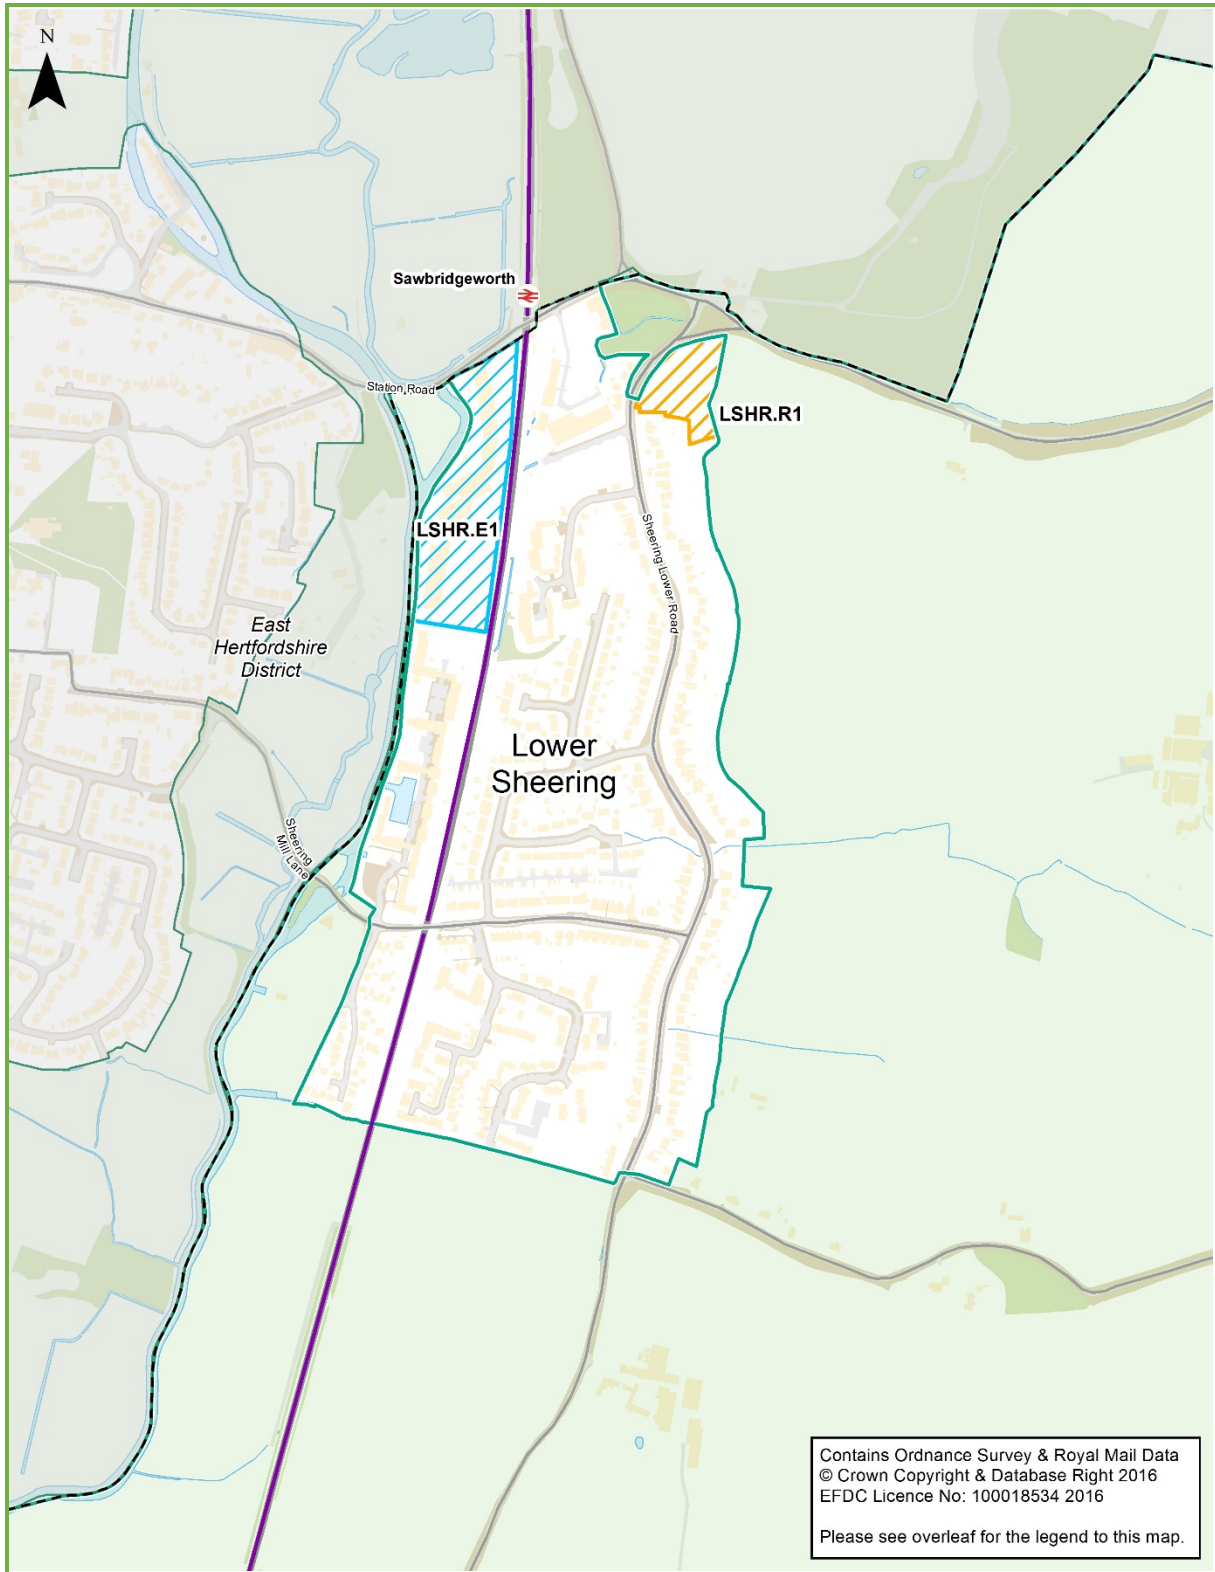 N
Sawbridgeworth
Station Road
LSHR.R1
LSHR.E1
Sheering Lower Road
East
Hertfordshire
District
Lower
Sheering
Sheering
Mill Lane
Contains Ordnance Survey & Royal Mail Data
© Crown Copyright & Database Right 2016
EFDC Licence No: 100018534 2016
Please see overleaf for the legend to this map.